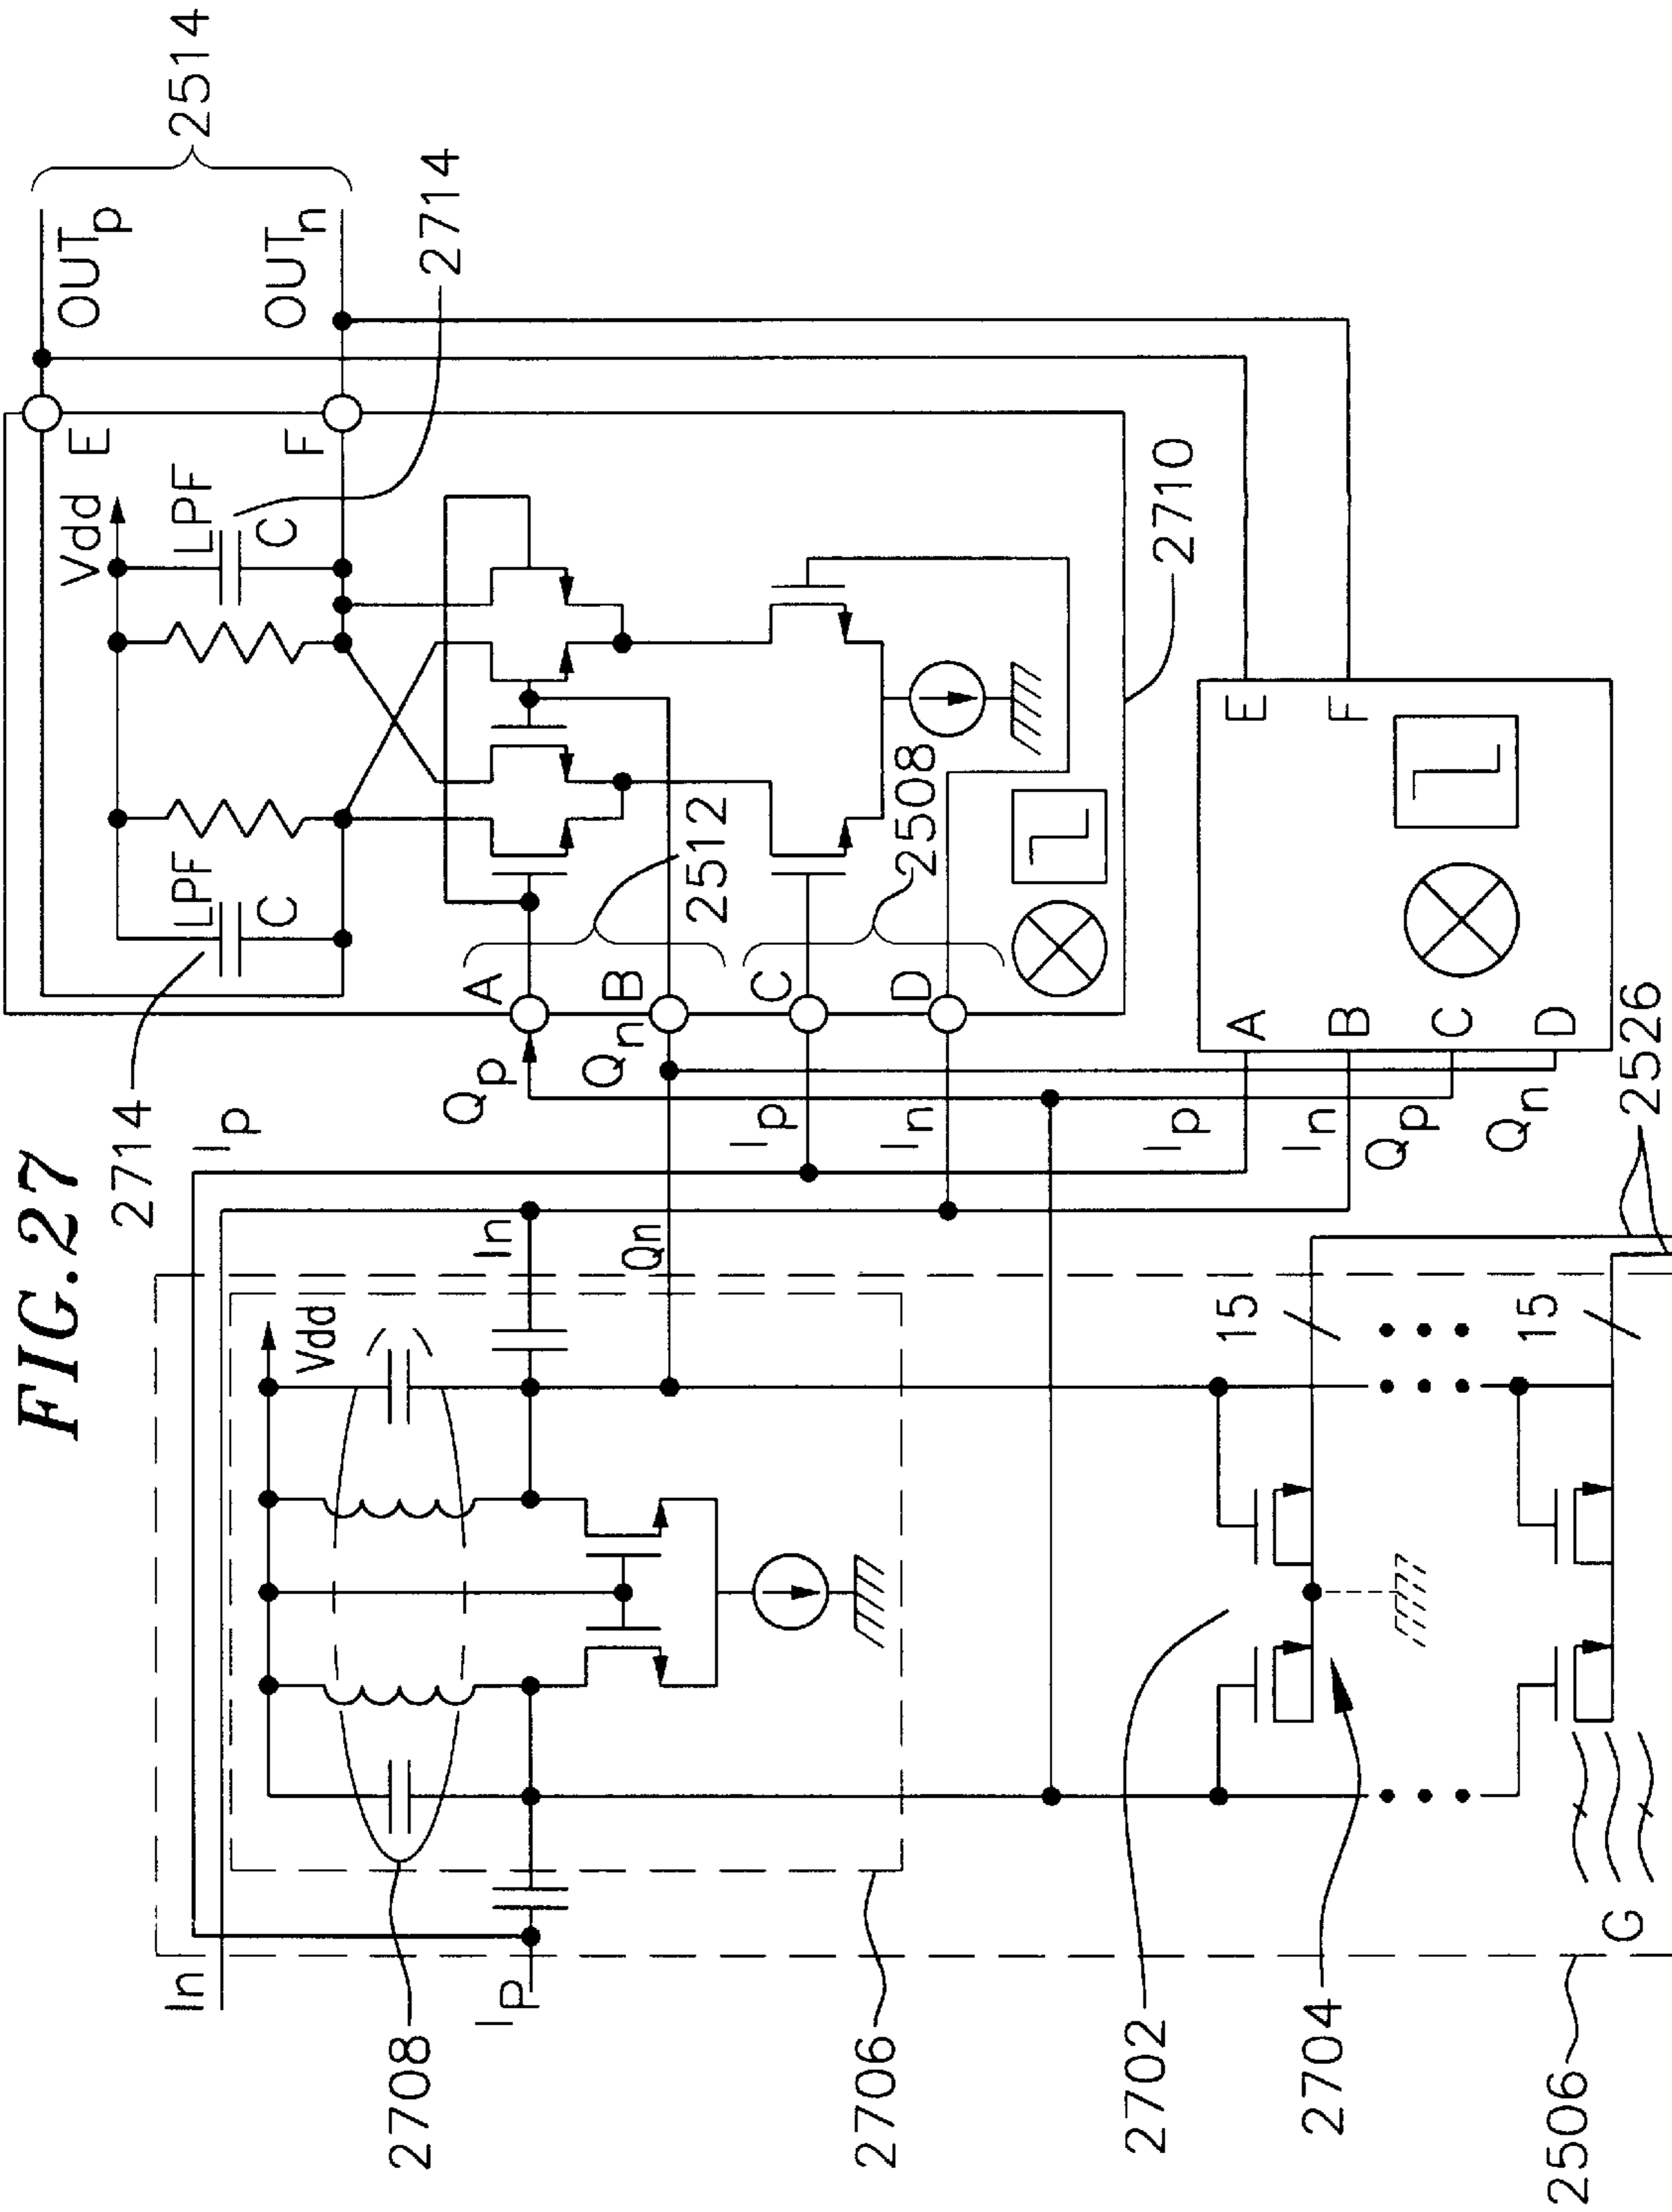 FIG.27
2514
OUTp
OUTn
2714
E
F
Vdd
LPF
C
LPF
C
2714
2512
2508
2710
A
B
C
D
Qp
Qn
Ip
In
Ip
In
Qn
Vdd
In
Ip
2708
2706
E
F
A
B
C
D
Ip
In
Qp
Qn
2526
15
15
2702
2704
G
2506